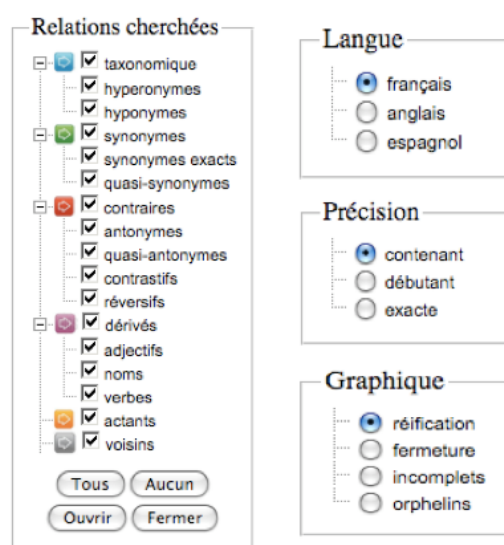 Relations cherchées
taxonomique
hyperonymes
hyponymes
synonymes
synonymes exacts
quasi-synonymes
contraires
antonymes
quasi-antonymes
contrastifs
réversifs
dérivés
adjectifs
noms
verbes
actants
voisins
Tous Aucun
Ouvrir Fermer
Langue
français
anglais
espagnol
Précision
contenant
débutant
exacte
Graphique
réification
fermeture
incomplets
orphelins